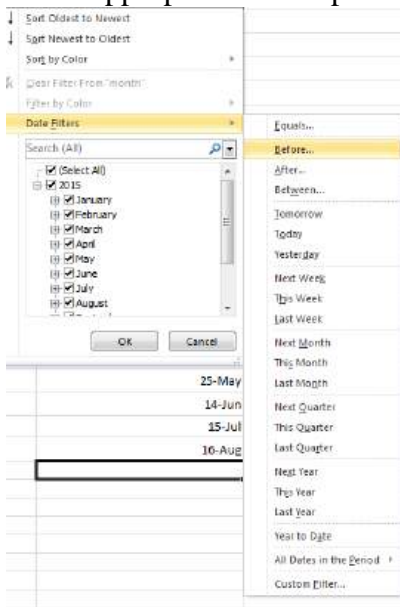 Sort Oldest to Newest
Sort Newest to Oldest
Sort by Color
Clear Filter From "month"
Filter by Color
Date Filters
Search (All)
(Select All)
2015
January
February
March
April
May
June
July
August
OK Cancel
25-May
14-Jun
15-Jul
16-Aug
Equals...
Before...
After...
Between...
Tomorrow
Today
Yesterday
Next Week
This Week
Last Week
Next Month
This Month
Last Month
Next Quarter
This Quarter
Last Quarter
Next Year
This Year
Last Year
Year to Date
All Dates in the Period
Custom Filter...